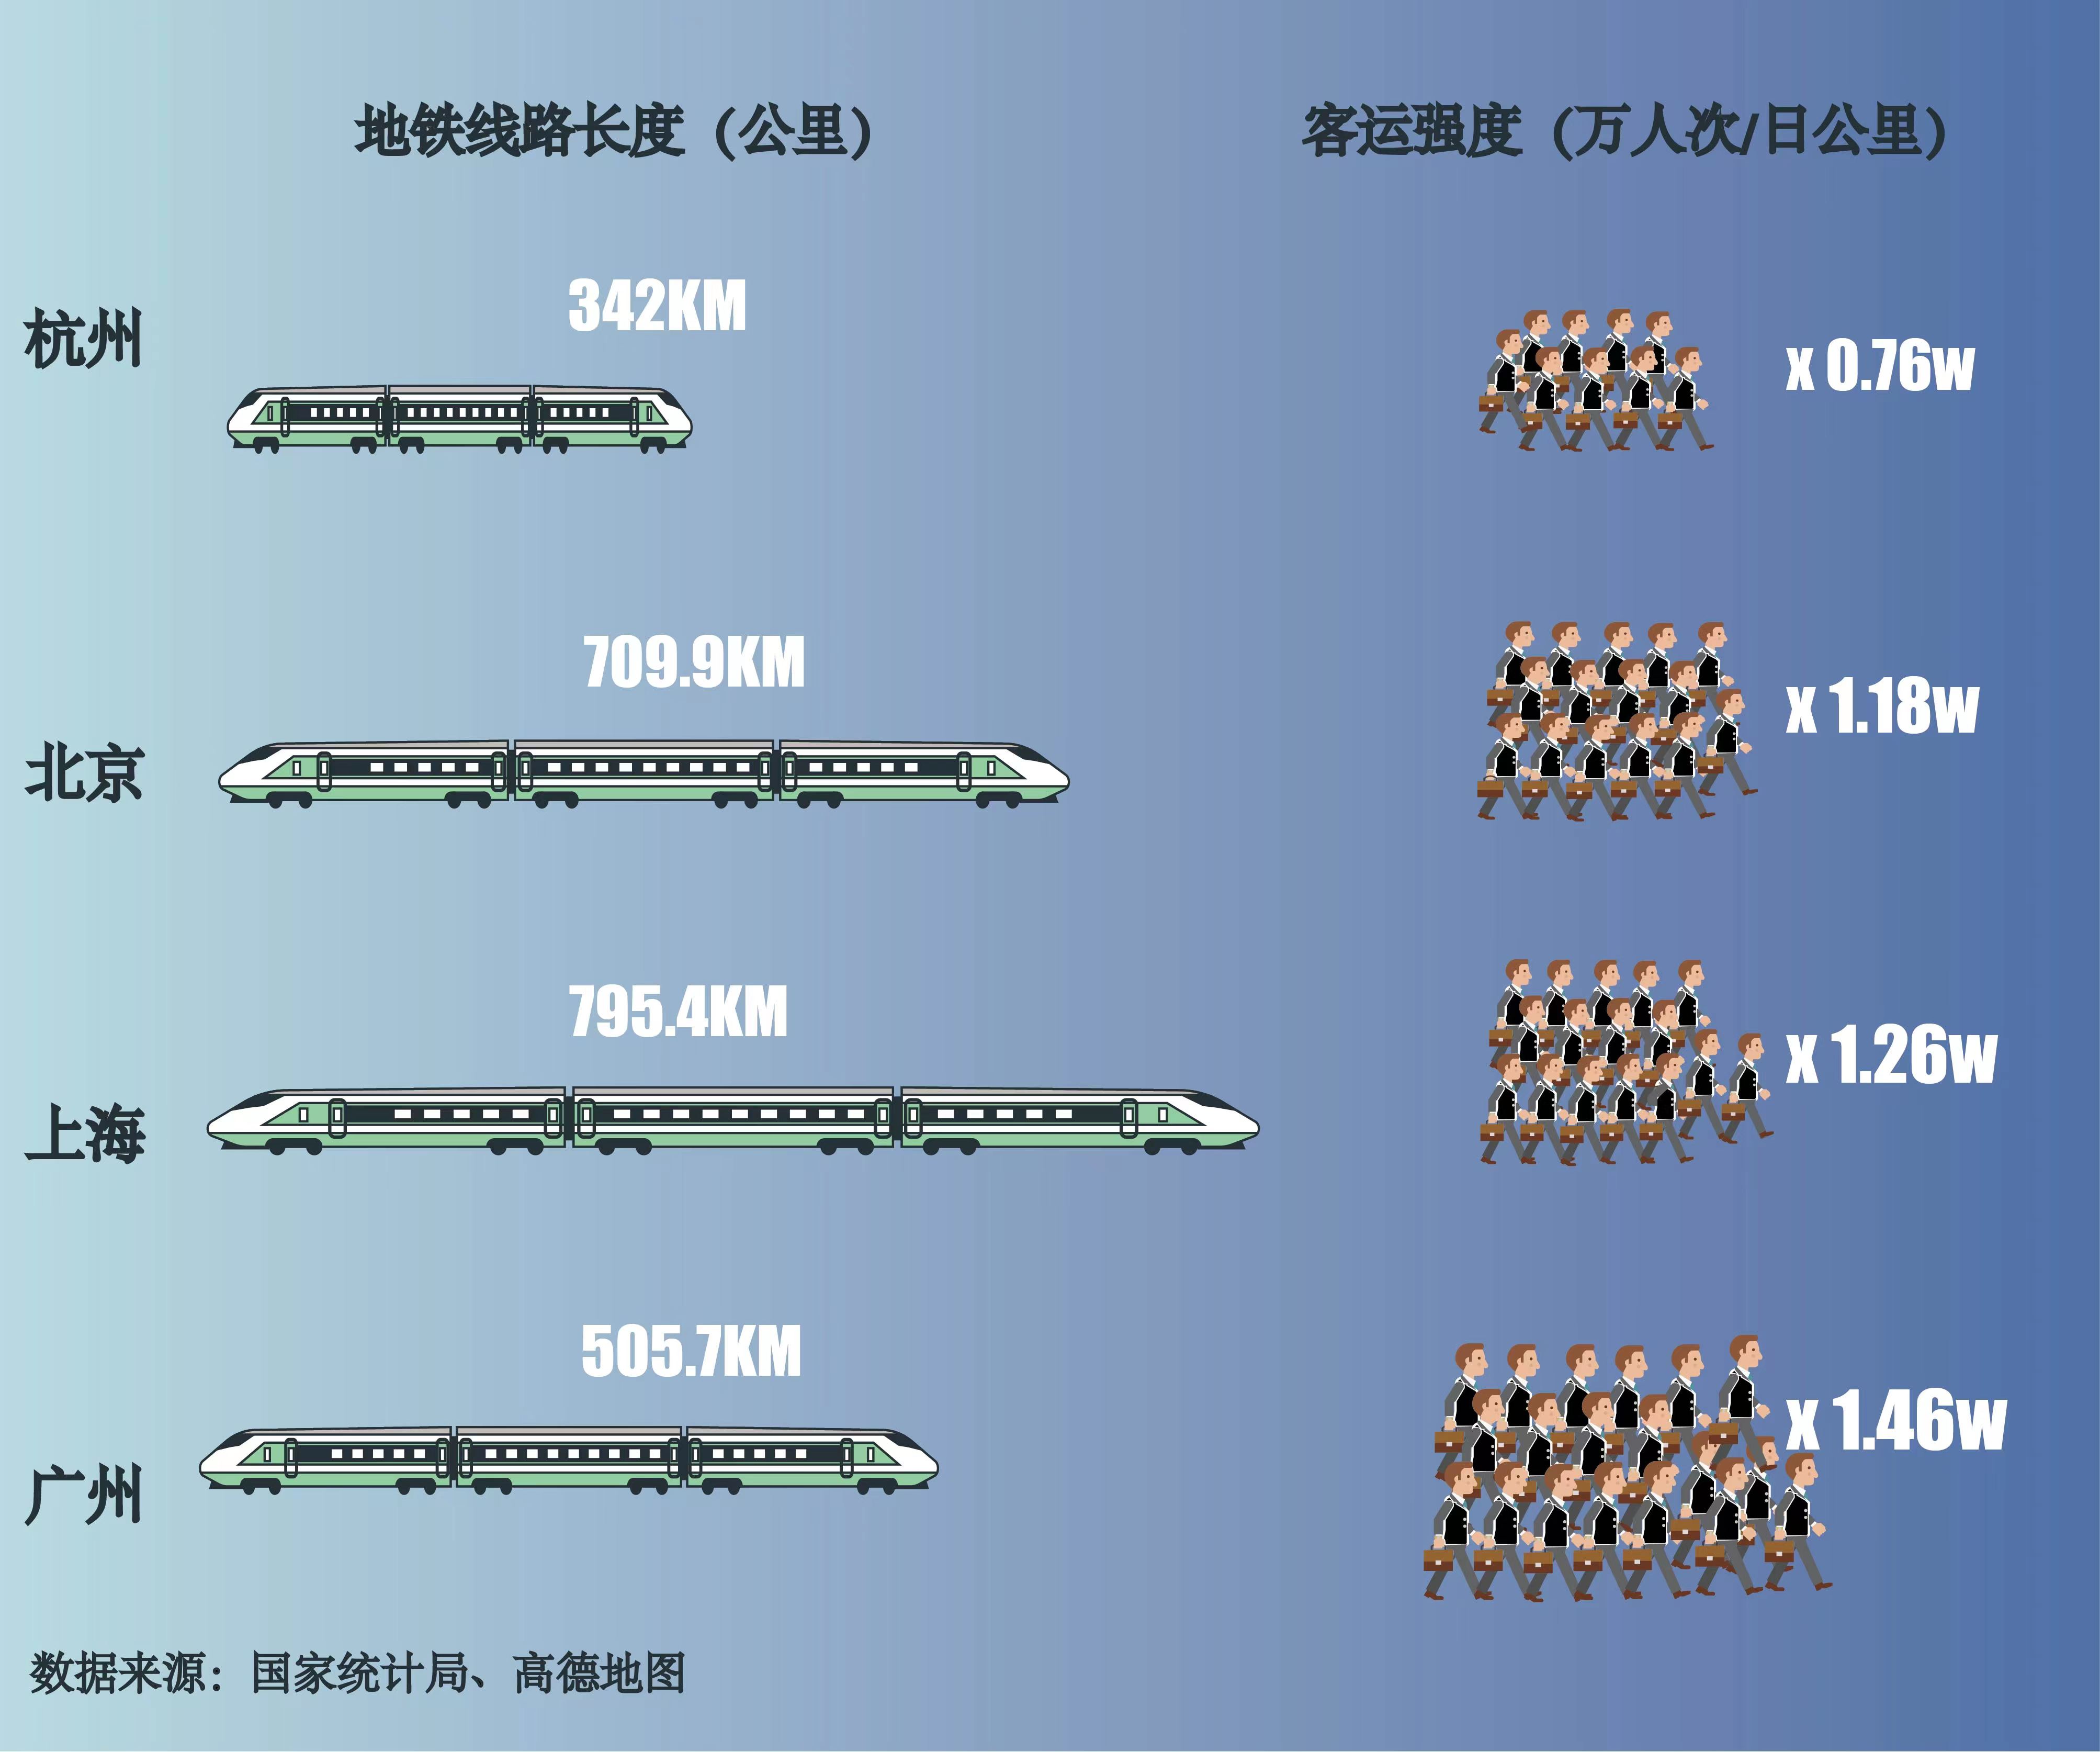 地铁线路长度（公里）
客运强度（万人次/日公里）
杭州
342KM
x 0.76w
北京
709.9KM
x 1.18w
上海
795.4KM
x 1.26w
广州
505.7KM
x 1.46w
数据来源：国家统计局、高德地图